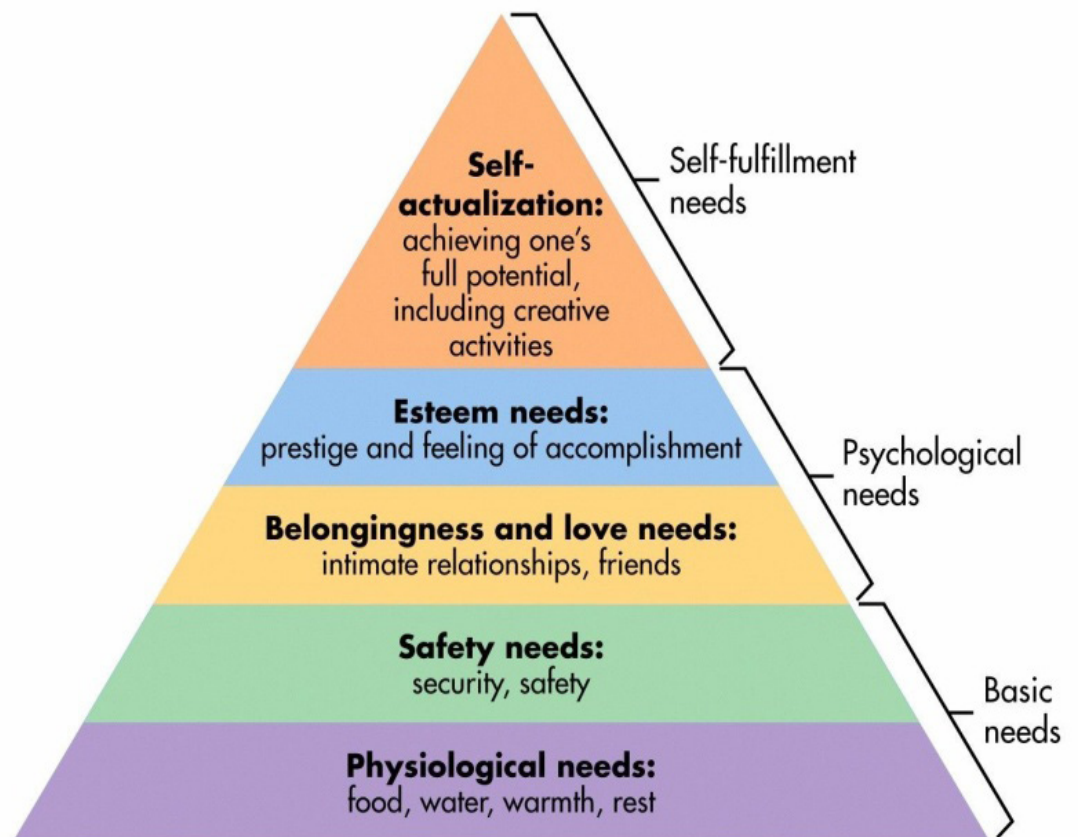 Self-
actualization:
achieving one's
full potential,
including creative
activities
Self-fulfillment
needs
Esteem needs:
prestige and feeling of accomplishment
Psychological
needs
Belongingness and love needs:
intimate relationships, friends
Safety needs:
security, safety
Basic
needs
Physiological needs:
food, water, warmth, rest